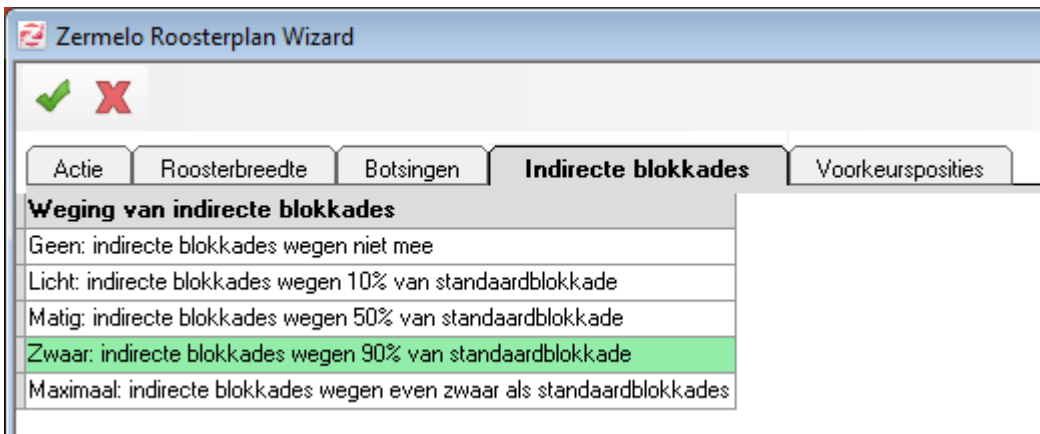 Zermelo Roosterplan Wizard
Actie Roosterbreedte Botsingen Indirecte blokkades Voorkeursposities
Weging van indirecte blokkades
Geen: indirecte blokkades wegen niet mee
Licht: indirecte blokkades wegen 10% van standaardblokkade
Matig: indirecte blokkades wegen 50% van standaardblokkade
Zwaar: indirecte blokkades wegen 90% van standaardblokkade
Maximaal: indirecte blokkades wegen even zwaar als standaardblokkades